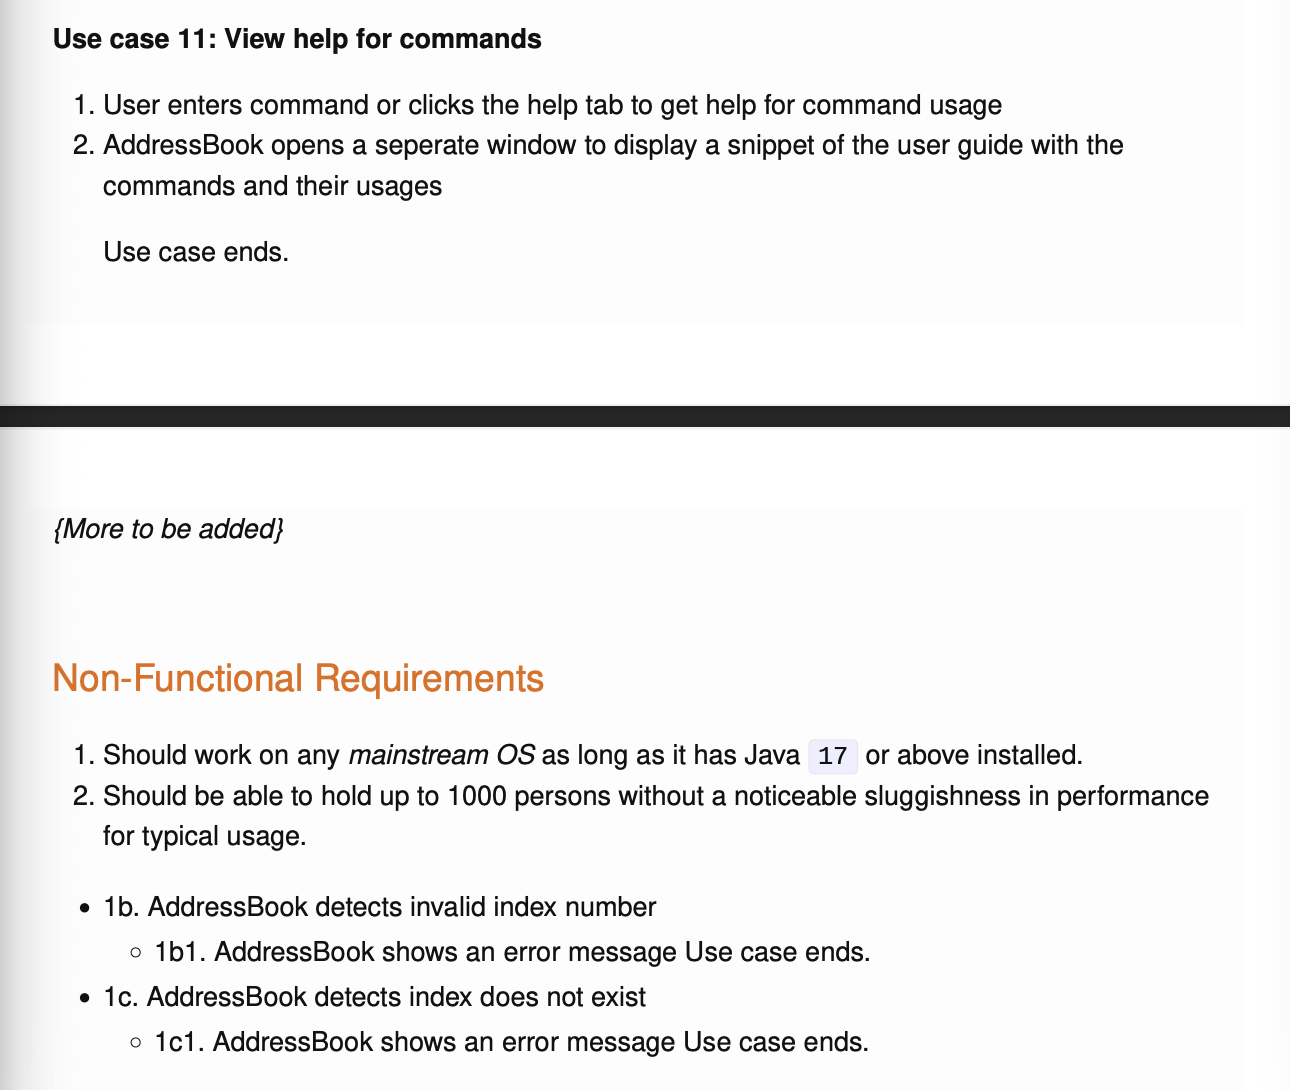 Use case 11: View help for commands
1. User enters command or clicks the help tab to get help for command usage
2. AddressBook opens a seperate window to display a snippet of the user guide with the
commands and their usages
Use case ends.
{More to be added}
Non-Functional Requirements
1. Should work on any mainstream OS as long as it has Java 17 or above installed.
2. Should be able to hold up to 1000 persons without a noticeable sluggishness in performance
for typical usage.
• 1b. AddressBook detects invalid index number
◦ 1b1. AddressBook shows an error message Use case ends.
• 1c. AddressBook detects index does not exist
◦ 1c1. AddressBook shows an error message Use case ends.